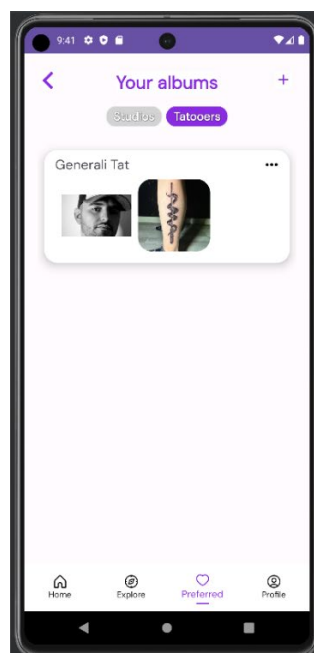 9:41
Your albums +
Studios Tatooers
Generali Tat •••
Home Explore Preferred Profile